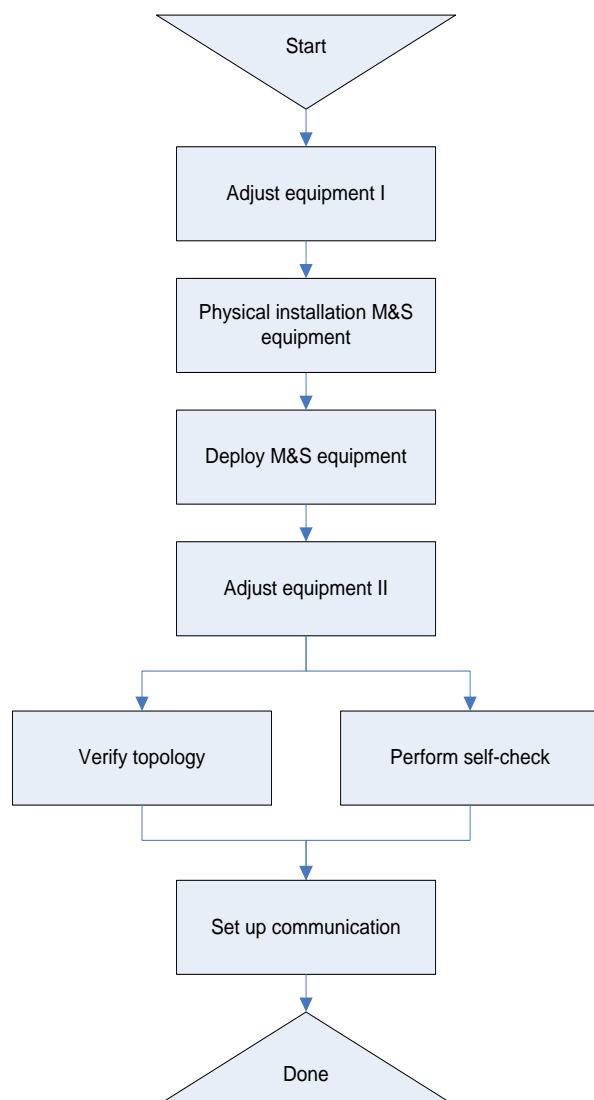 Start
Adjust equipment I
Physical installation M&S
equipment
Deploy M&S equipment
Adjust equipment II
Verify topology
Perform self-check
Set up communication
Done